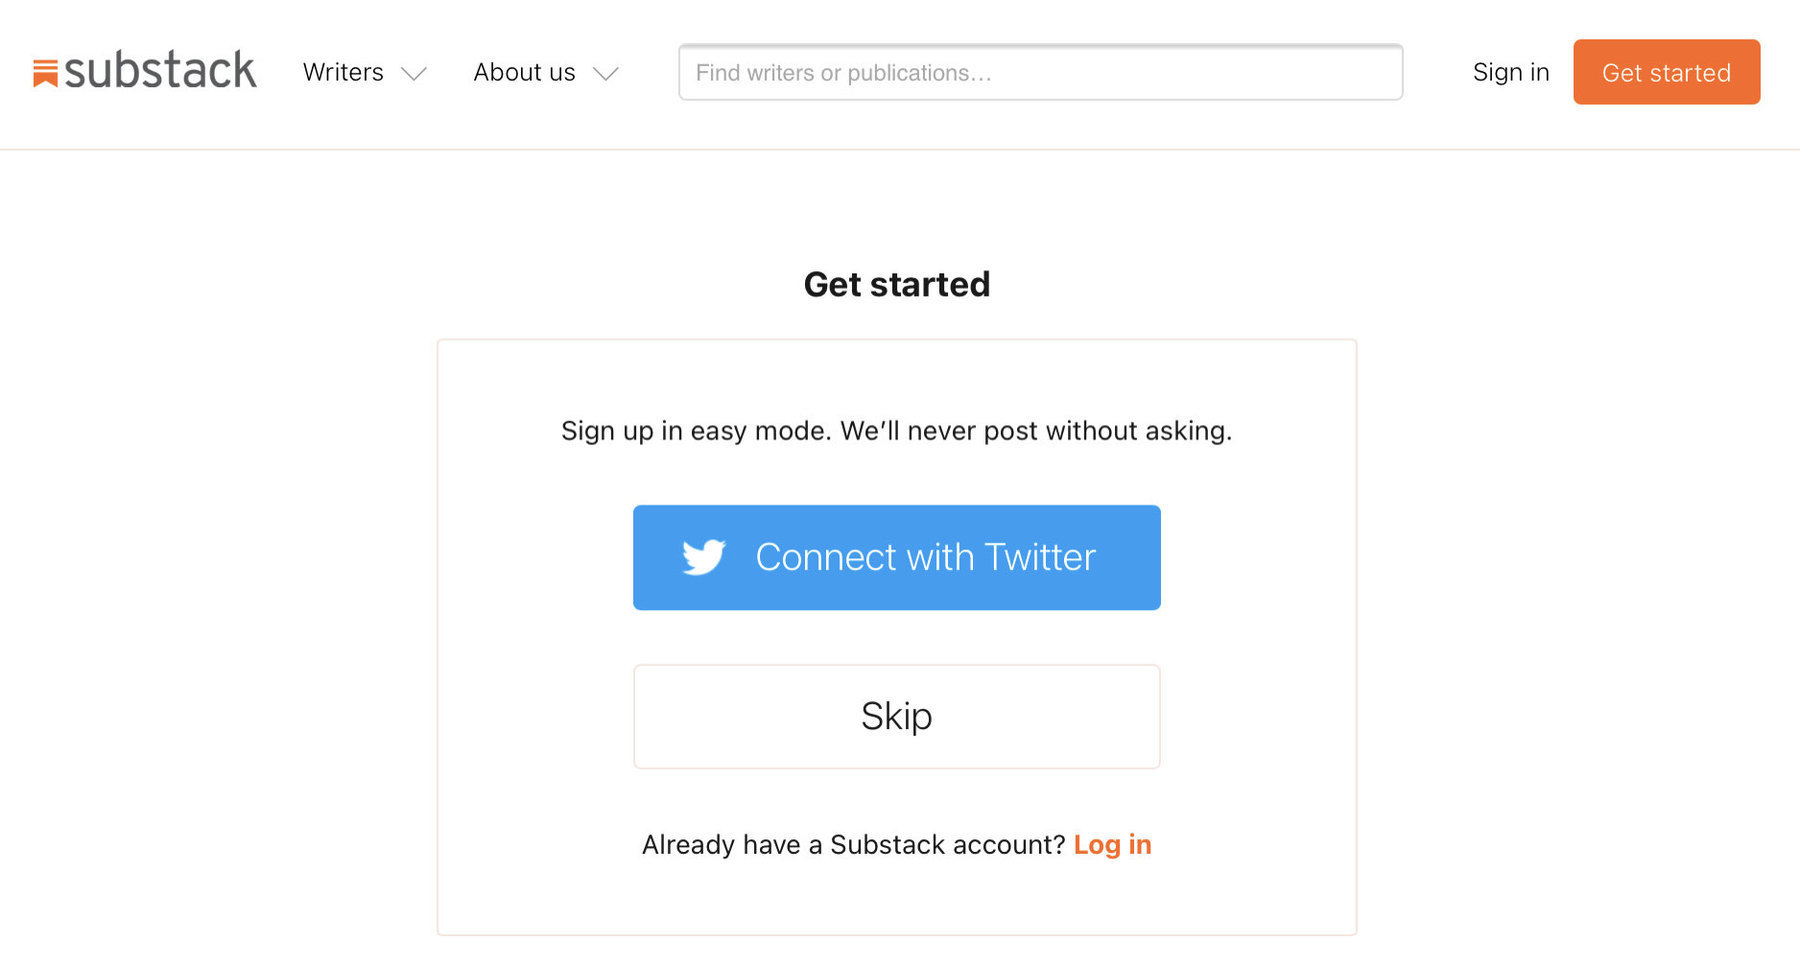 substack Writers About us Find writers or publications... Sign in Get started
Get started
Sign up in easy mode. We’ll never post without asking.
Connect with Twitter
Skip
Already have a Substack account? Log in